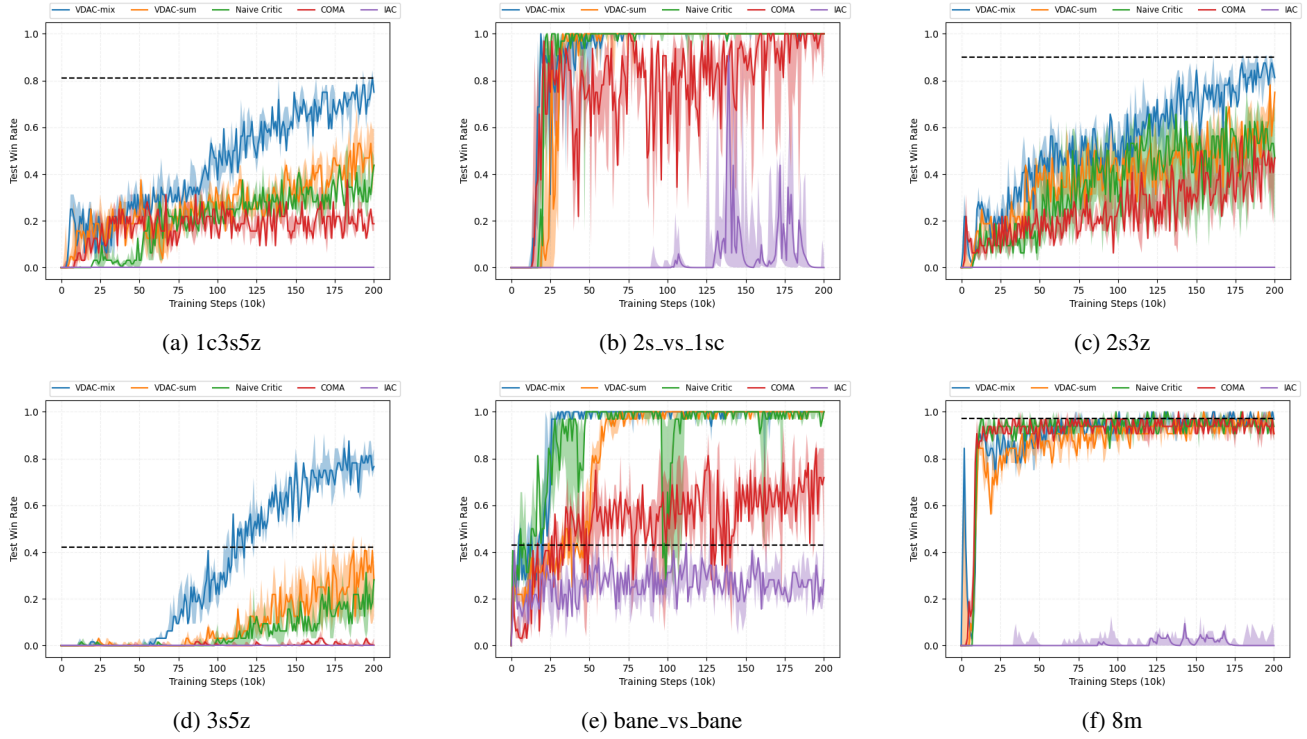 VDAC-mix VDAC-sum Naive Critic COMA IAC
Test Win Rate
1.0
0.8
0.6
0.4
0.2
0.0
0 25 50 75 100 125 150 175 200
Training Steps (10k)
(a) 1c3s5z
VDAC-mix VDAC-sum Naive Critic COMA IAC
Test Win Rate
1.0
0.8
0.6
0.4
0.2
0.0
0 25 50 75 100 125 150 175 200
Training Steps (10k)
(b) 2s_vs_1sc
VDAC-mix VDAC-sum Naive Critic COMA IAC
Test Win Rate
1.0
0.8
0.6
0.4
0.2
0.0
0 25 50 75 100 125 150 175 200
Training Steps (10k)
(c) 2s3z
VDAC-mix VDAC-sum Naive Critic COMA IAC
Test Win Rate
1.0
0.8
0.6
0.4
0.2
0.0
0 25 50 75 100 125 150 175 200
Training Steps (10k)
(d) 3s5z
VDAC-mix VDAC-sum Naive Critic COMA IAC
Test Win Rate
1.0
0.8
0.6
0.4
0.2
0.0
0 25 50 75 100 125 150 175 200
Training Steps (10k)
(e) bane_vs_bane
VDAC-mix VDAC-sum Naive Critic COMA IAC
Test Win Rate
1.0
0.8
0.6
0.4
0.2
0.0
0 25 50 75 100 125 150 175 200
Training Steps (10k)
(f) 8m